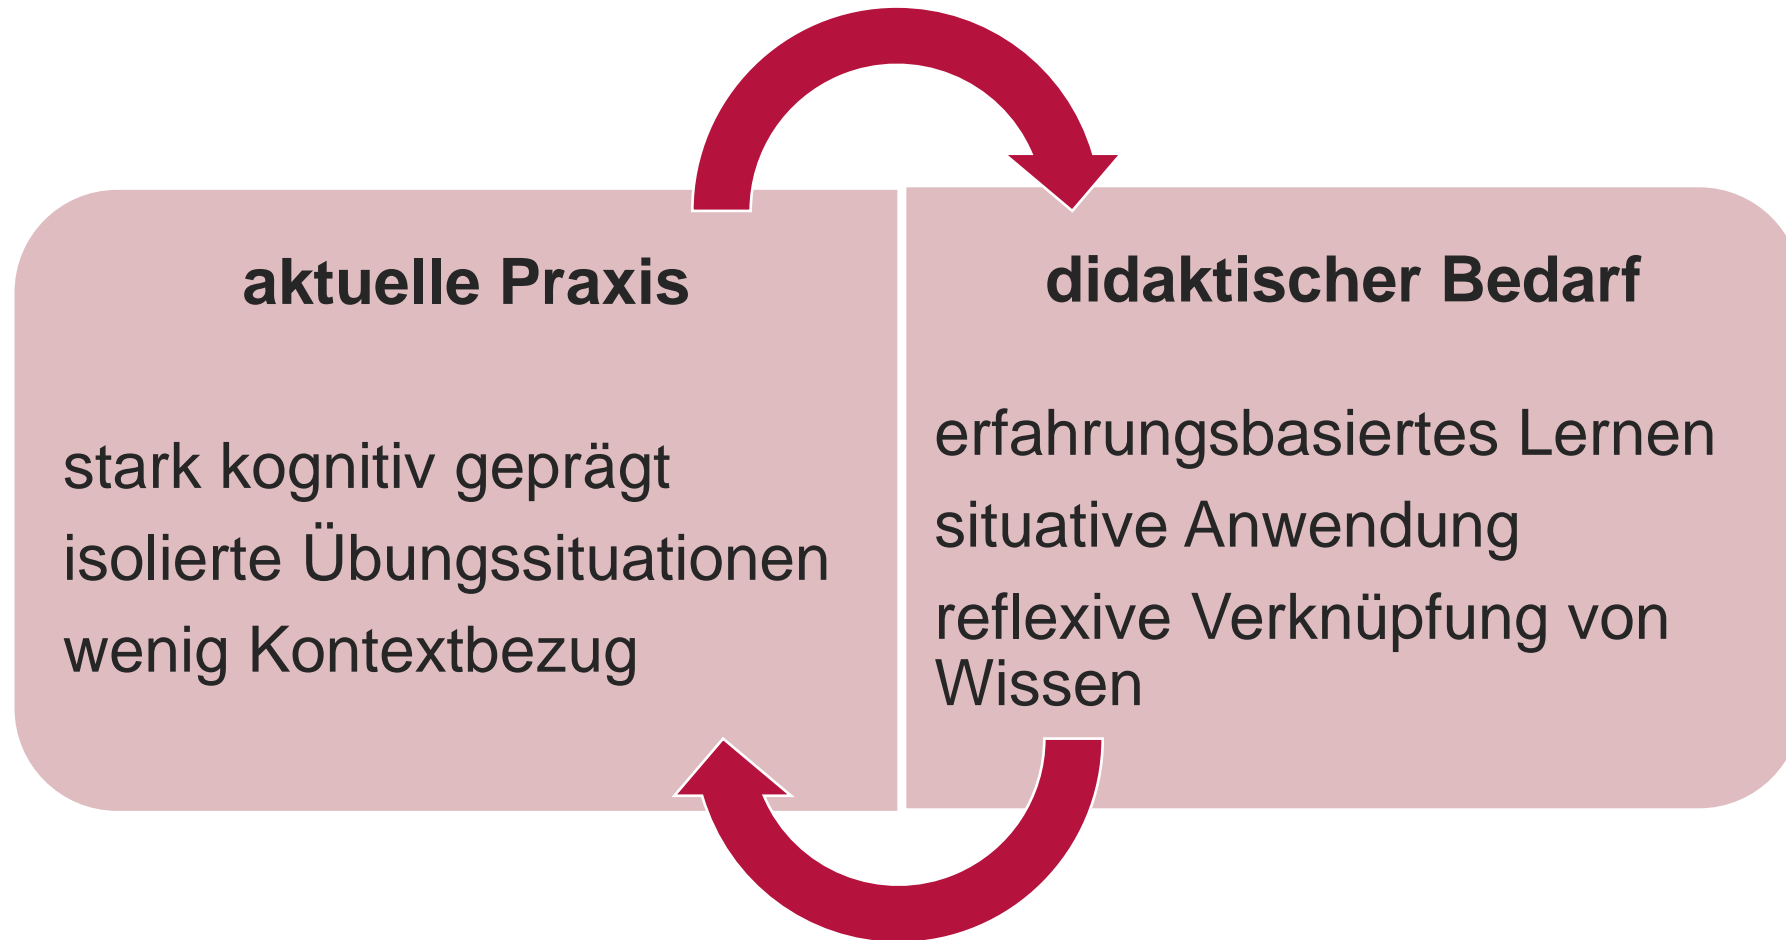 aktuelle Praxis
stark kognitiv geprägt
isolierte Übungssituationen
wenig Kontextbezug
didaktischer Bedarf
erfahrungsbasiertes Lernen
situative Anwendung
reflexive Verknüpfung von
Wissen